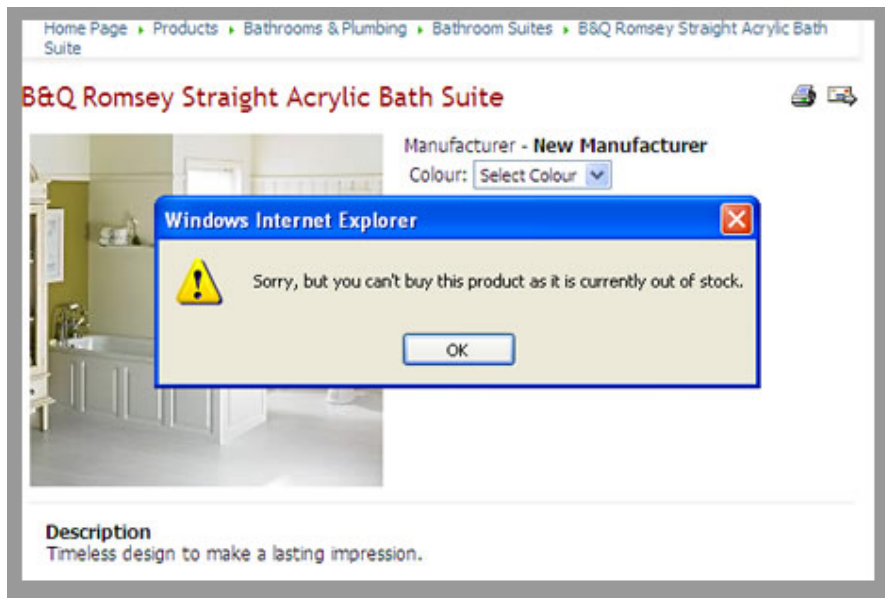 Home Page › Products › Bathrooms & Plumbing › Bathroom Suites › B&Q Romsey Straight Acrylic Bath
Suite
B&Q Romsey Straight Acrylic Bath Suite
Manufacturer - New Manufacturer
Colour: Select Colour
Windows Internet Explorer
Sorry, but you can't buy this product as it is currently out of stock.
OK
Description
Timeless design to make a lasting impression.